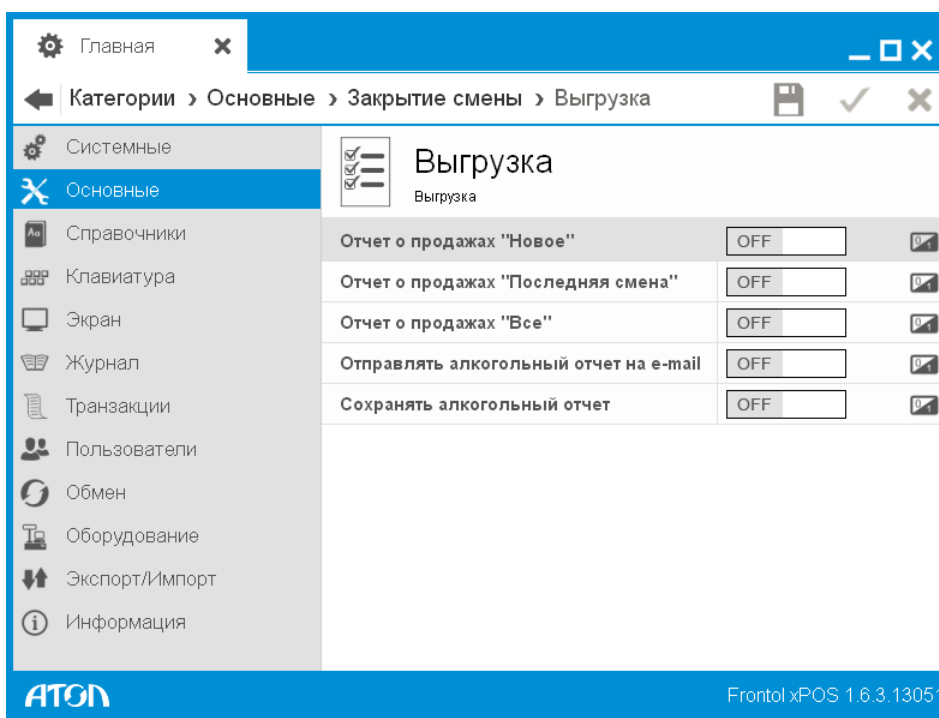 Главная
Категории › Основные › Закрытие смены › Выгрузка
Системные
Основные
Справочники
Клавиатура
Экран
Журнал
Транзакции
Пользователи
Обмен
Оборудование
Экспорт/Импорт
Информация
Выгрузка
Выгрузка
Отчет о продажах "Новое" OFF
Отчет о продажах "Последняя смена" OFF
Отчет о продажах "Все" OFF
Отправлять алкогольный отчет на e-mail OFF
Сохранять алкогольный отчет OFF
ATOL
Frontol xPOS 1.6.3.13051